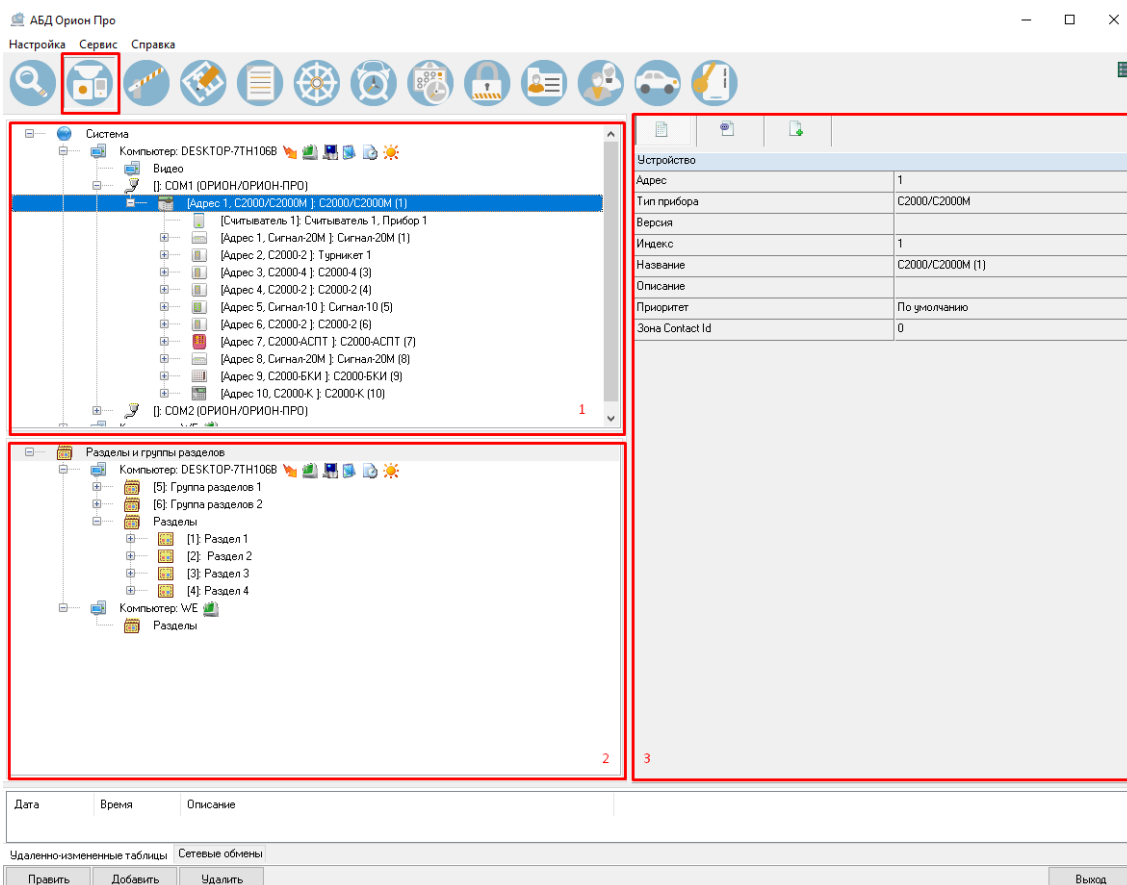 АБД Орион Про
Настройка Сервис Справка
Система
Компьютер: DESKTOP-7TH106B
Видео
[]: COM1 (ОРИОН/ОРИОН-ПРО)
[Адрес 1, С2000/С2000М ]: С2000/С2000М (1)
[Считыватель 1]: Считыватель 1, Прибор 1
[Адрес 1, Сигнал-20М ]: Сигнал-20М (1)
[Адрес 2, С2000-2 ]: Турникет 1
[Адрес 3, С2000-4 ]: С2000-4 (3)
[Адрес 4, С2000-2 ]: С2000-2 (4)
[Адрес 5, Сигнал-10 ]: Сигнал-10 (5)
[Адрес 6, С2000-2 ]: С2000-2 (6)
[Адрес 7, С2000-АСПТ ]: С2000-АСПТ (7)
[Адрес 8, Сигнал-20М ]: Сигнал-20М (8)
[Адрес 9, С2000-БКИ ]: С2000-БКИ (9)
[Адрес 10, С2000-К ]: С2000-К (10)
[]: COM2 (ОРИОН/ОРИОН-ПРО)
1
Разделы и группы разделов
Компьютер: DESKTOP-7TH106B
[5]: Группа разделов 1
[6]: Группа разделов 2
Разделы
[1]: Раздел 1
[2]: Раздел 2
[3]: Раздел 3
[4]: Раздел 4
Компьютер: WE
Разделы
2
Устройство
Адрес 1
Тип прибора С2000/С2000М
Версия
Индекс 1
Название С2000/С2000М (1)
Описание
Приоритет По умолчанию
Зона Contact Id 0
3
Дата Время Описание
Удаленно-измененные таблицы Сетевые обмены
Править Добавить Удалить Выход